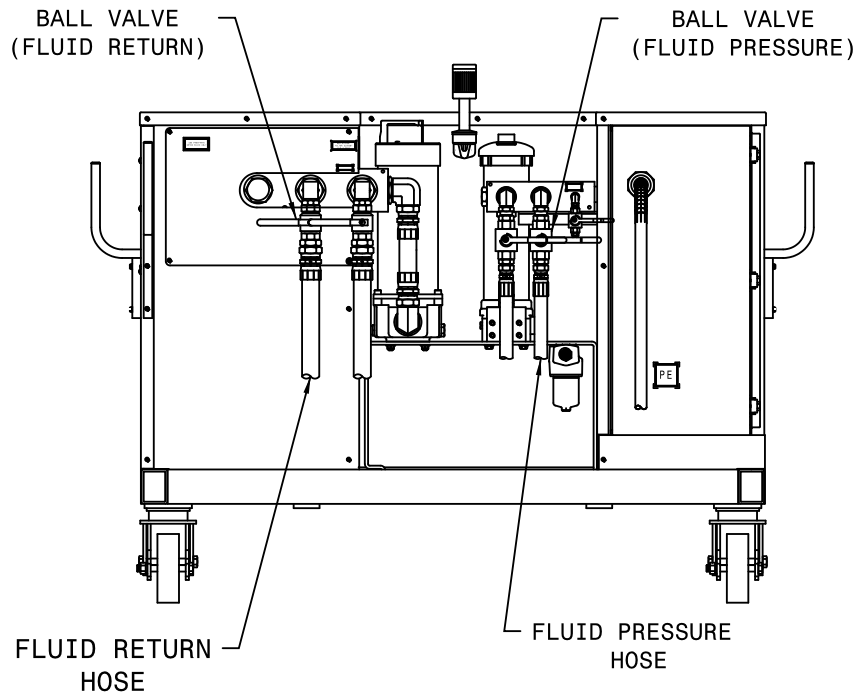 BALL VALVE
(FLUID RETURN)
BALL VALVE
(FLUID PRESSURE)
PE
FLUID RETURN
HOSE
FLUID PRESSURE
HOSE